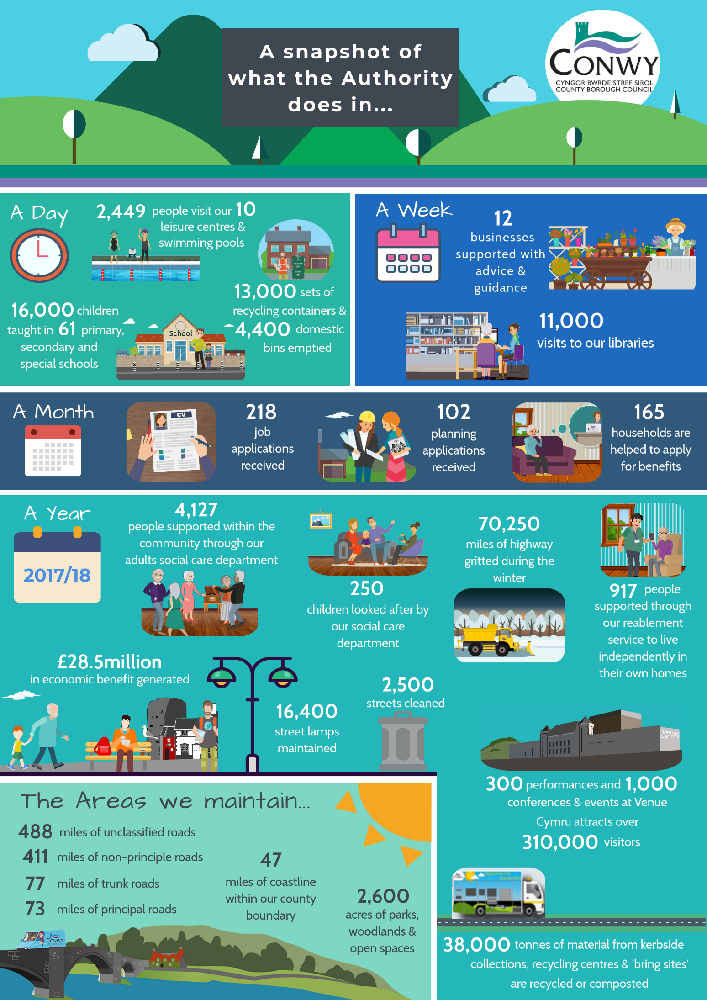 A snapshot of
what the Authority
does in...
CONWY
CYNGOR BWRDEISTREF SIROL
COUNTY BOROUGH COUNCIL
A Day
2,449 people visit our 10
leisure centres &
swimming pools
13,000 sets of
recycling containers &
4,400 domestic
bins emptied
16,000 children
taught in 61 primary,
secondary and
special schools
School
A Week
12
businesses
supported with
advice &
guidance
11,000
visits to our libraries
A Month
CV
218
job
applications
received
102
planning
applications
received
CONWY
165
households are
helped to apply
for benefits
A Year
2017/18
4,127
people supported within the
community through our
adults social care department
250
children looked after by
our social care
department
70,250
miles of highway
gritted during the
winter
917 people
supported through
our reablement
service to live
independently in
their own homes
£28.5million
in economic benefit generated
16,400
street lamps
maintained
2,500
streets cleaned
venue
cymru
300 performances and 1,000
conferences & events at Venue
Cymru attracts over
310,000 visitors
38,000 tonnes of material from kerbside
collections, recycling centres & 'bring sites'
are recycled or composted
The Areas we maintain...
488 miles of unclassified roads
411 miles of non-principle roads
77 miles of trunk roads
73 miles of principal roads
47
miles of coastline
within our county
boundary
2,600
acres of parks,
woodlands &
open spaces
CONWY